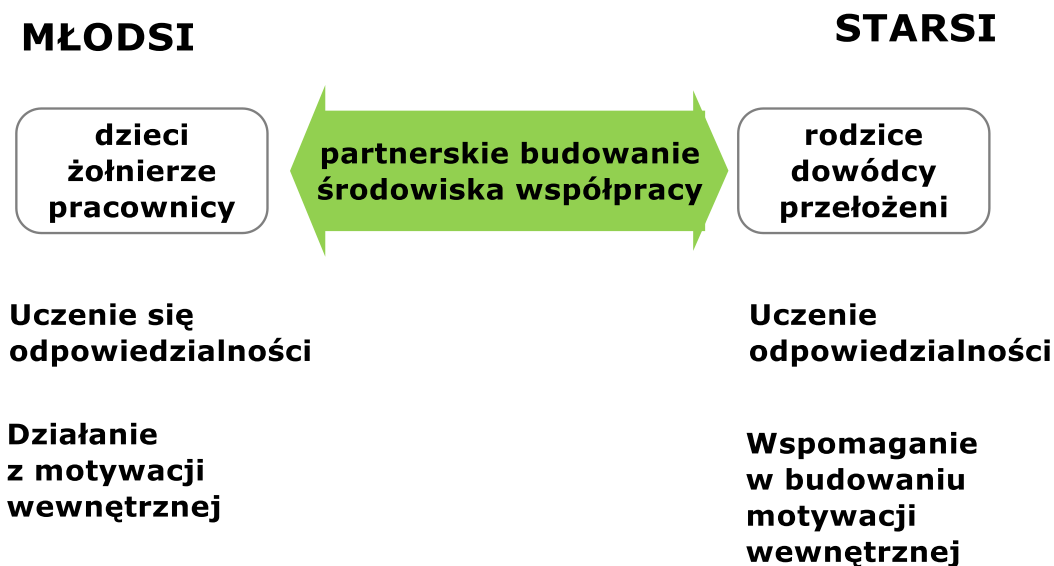 MŁODSI
STARSI
dzieci
żołnierze
pracownicy
partnerskie budowanie
środowiska współpracy
rodzice
dowódcy
przełożeni
Uczenie się
odpowiedzialności
Uczenie
odpowiedzialności
Działanie
z motywacji
wewnętrznej
Wspomaganie
w budowaniu
motywacji
wewnętrznej